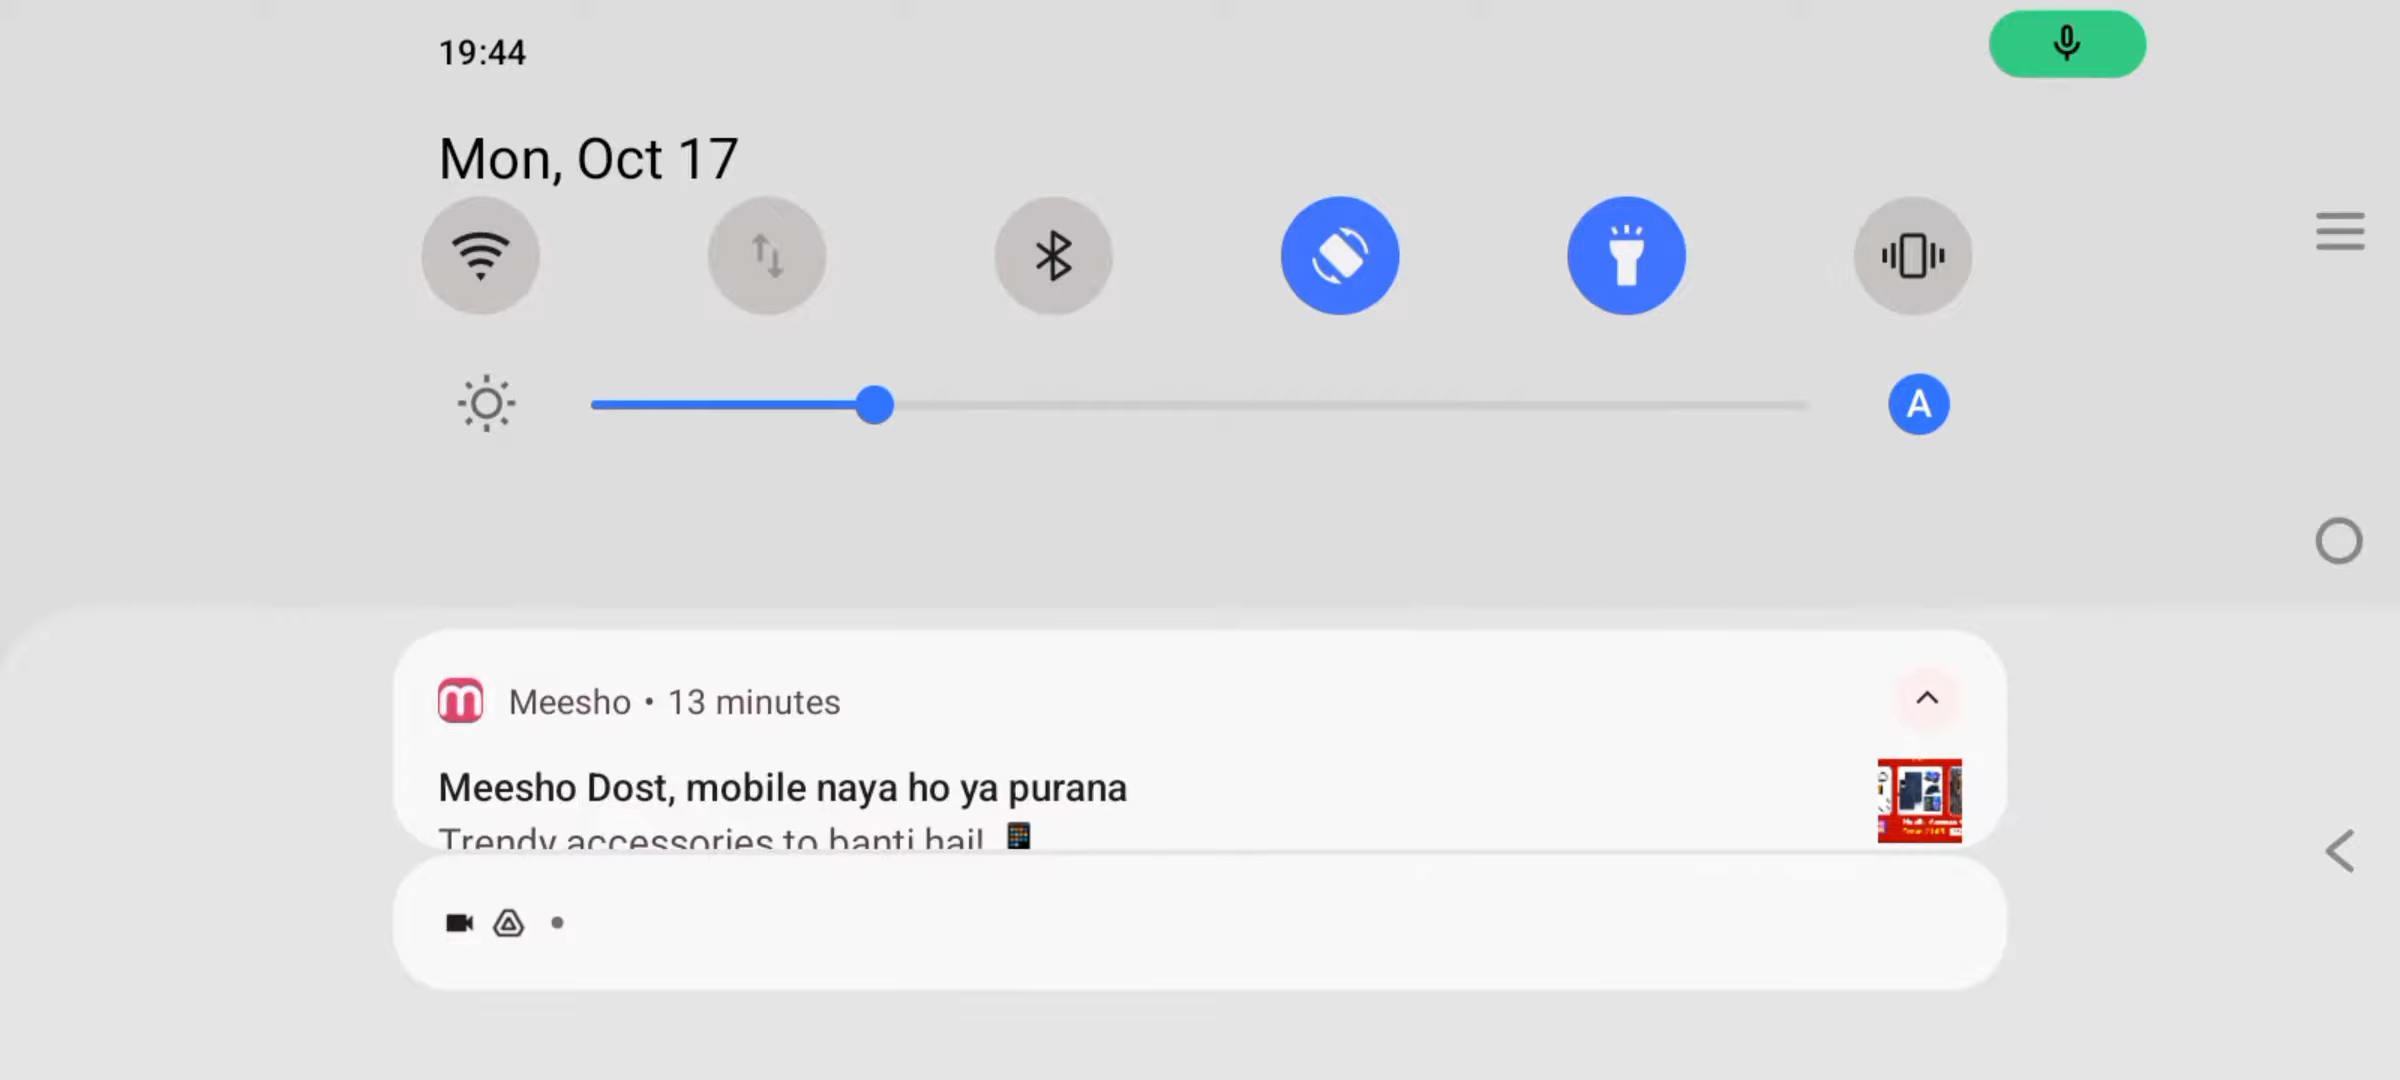 19:44
Mon, Oct 17
A
Meesho • 13 minutes
Meesho Dost, mobile naya ho ya purana
Trendy accessories to banti hai! 📱